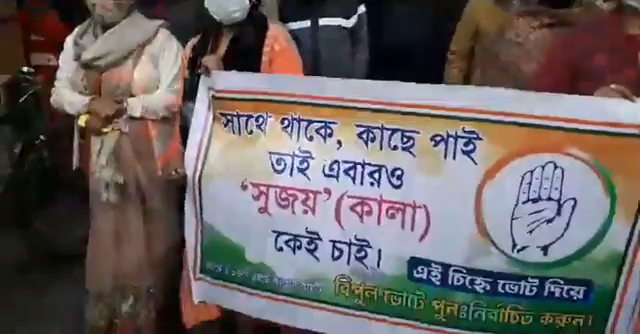 সাথে থাকে, কাছে পাই
তাই এবারও
'সুজয়' (কালা)
কেই চাই।
এই চিহ্নে ভোট দিয়ে
বিপুল ভোটে পুনঃনির্বাচিত করুন।